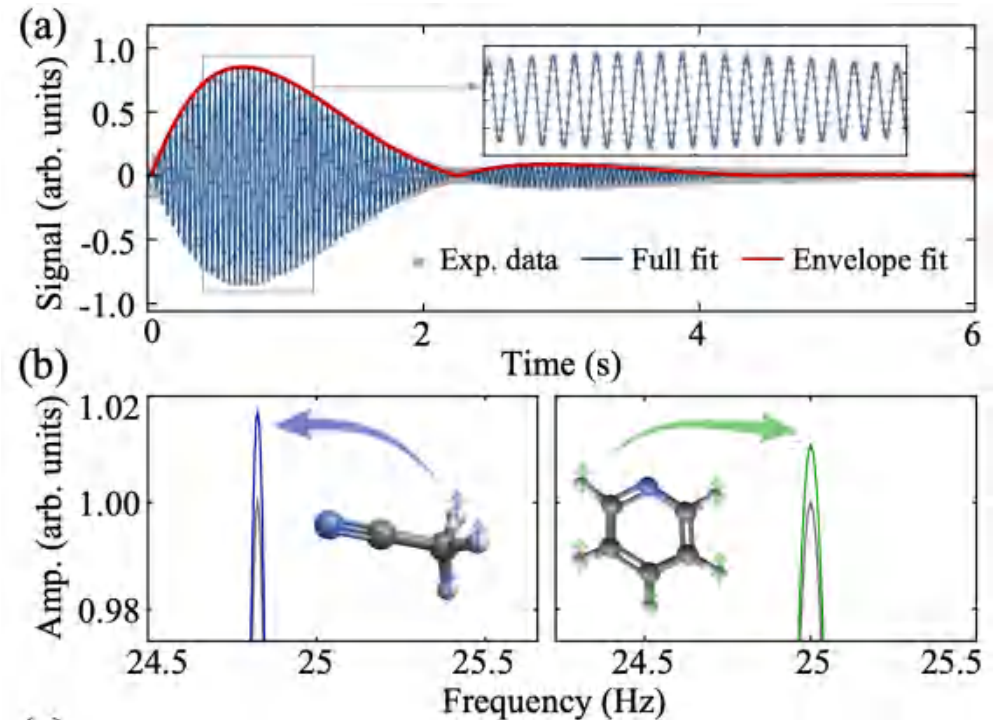 (a)
Signal (arb. units)
1.0
0.5
0
-0.5
-1.0
Exp. data
Full fit
Envelope fit
0
2
4
6
Time (s)
(b)
Amp. (arb. units)
1.02
1.00
0.98
24.5
25
25.5
24.5
25
25.5
Frequency (Hz)